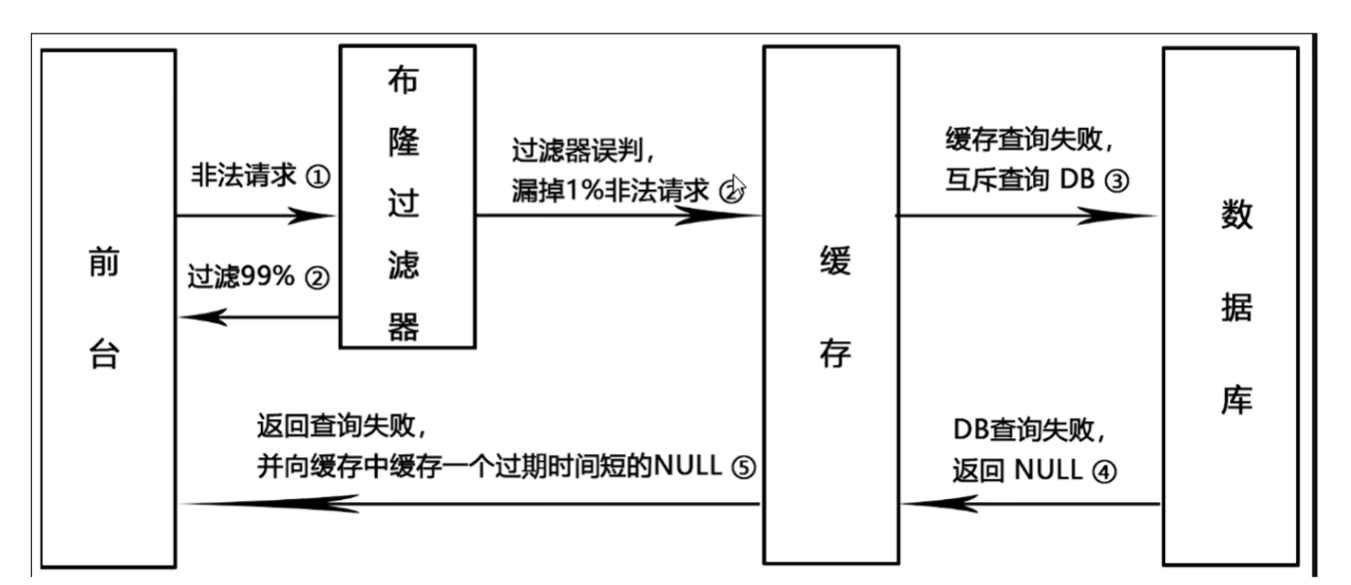 前台
非法请求 ①
过滤99% ②
布隆过滤器
过滤器误判，
漏掉1%非法请求 ②
缓存
缓存查询失败，
互斥查询 DB ③
数据库
DB查询失败，
返回 NULL ④
返回查询失败，
并向缓存中缓存一个过期时间短的NULL ⑤